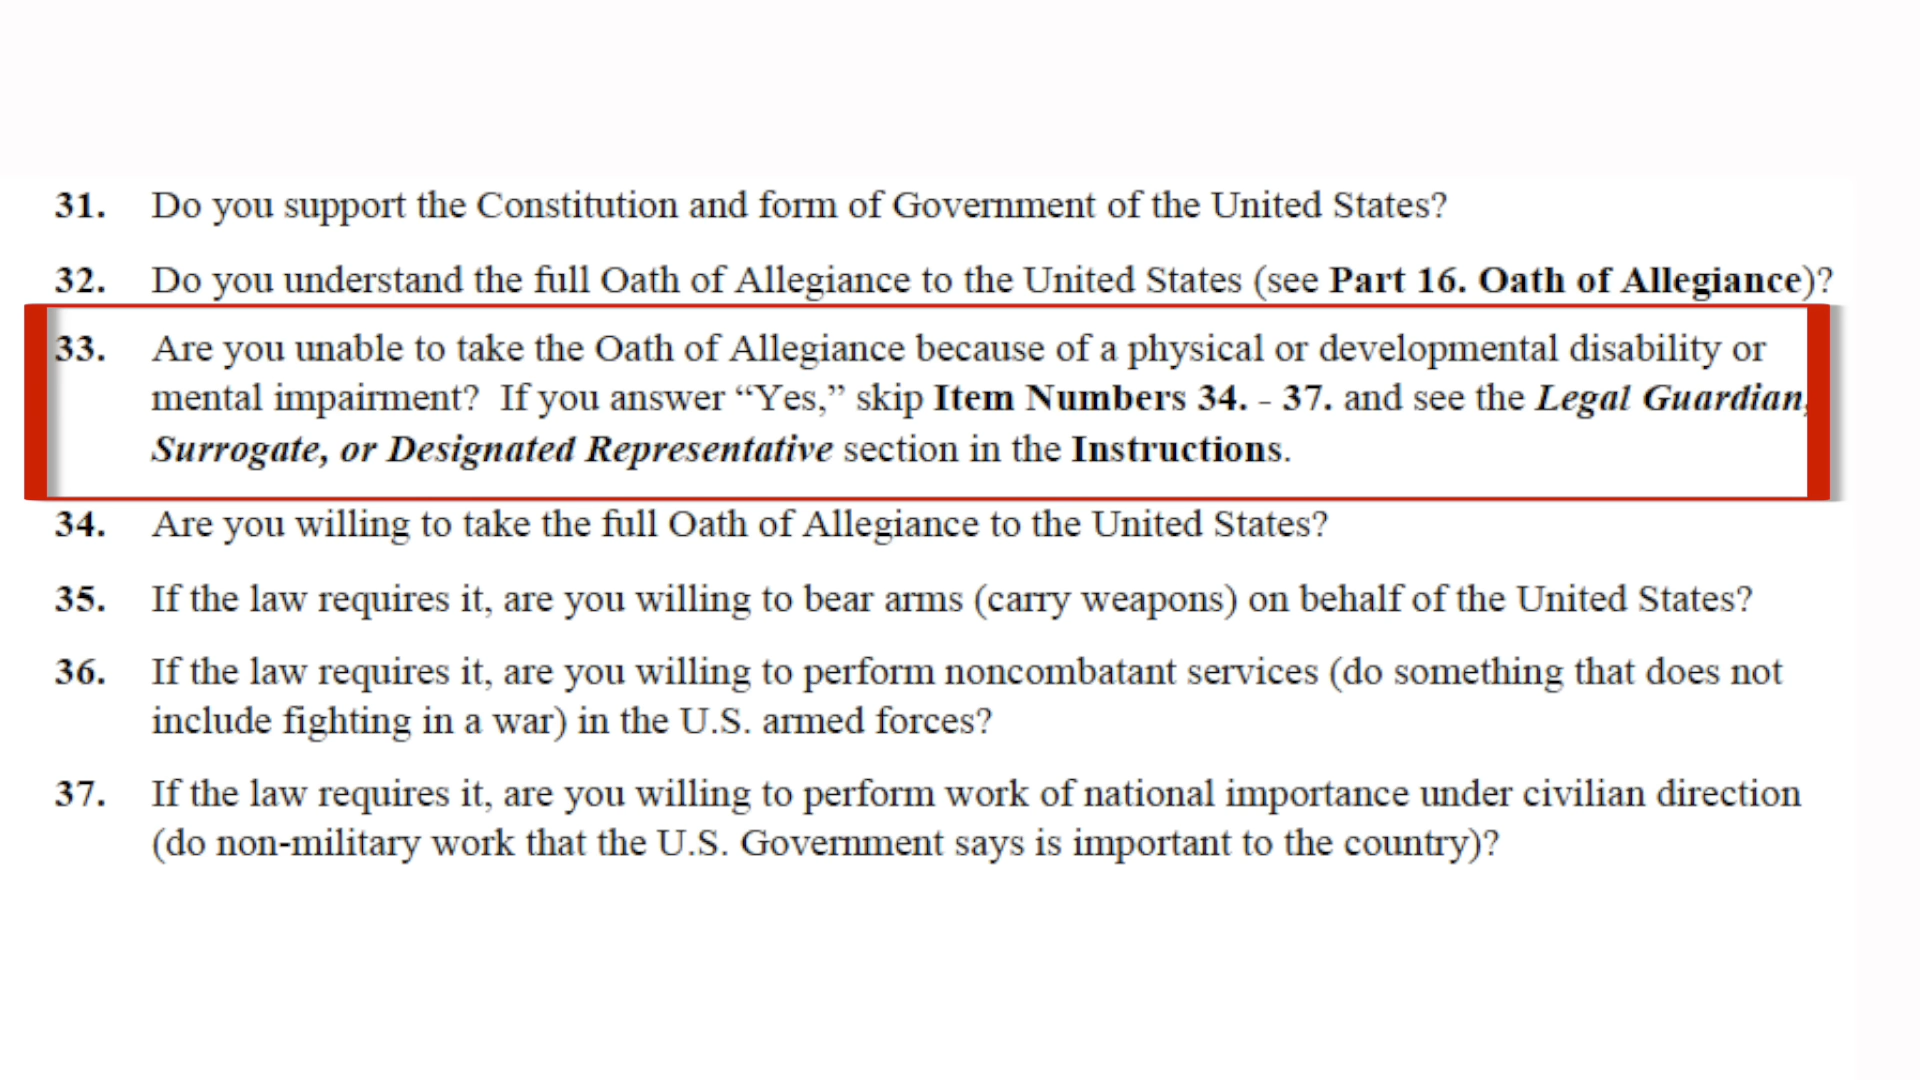 31. Do you support the Constitution and form of Government of the United States?
32. Do you understand the full Oath of Allegiance to the United States (see Part 16. Oath of Allegiance)?
33. Are you unable to take the Oath of Allegiance because of a physical or developmental disability or
mental impairment? If you answer “Yes,” skip Item Numbers 34. - 37. and see the Legal Guardian,
Surrogate, or Designated Representative section in the Instructions.
34. Are you willing to take the full Oath of Allegiance to the United States?
35. If the law requires it, are you willing to bear arms (carry weapons) on behalf of the United States?
36. If the law requires it, are you willing to perform noncombatant services (do something that does not
include fighting in a war) in the U.S. armed forces?
37. If the law requires it, are you willing to perform work of national importance under civilian direction
(do non-military work that the U.S. Government says is important to the country)?